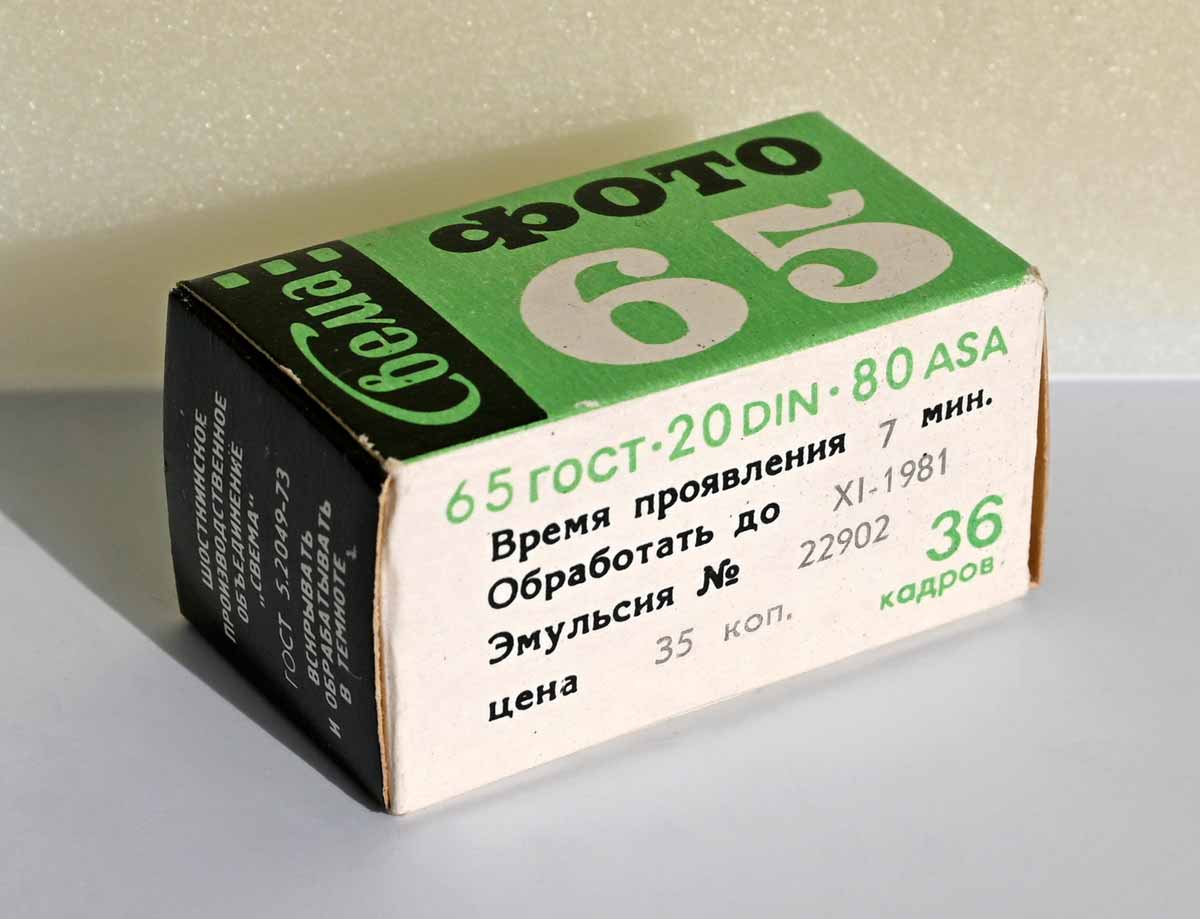 Фото
65
Свема
65 ГОСТ·20 DIN·80 ASA
Время проявления 7 мин.
Обработать до XI-1981
Эмульсия № 22902
цена 35 коп.
36
кадров
ШОСТКИНСКОЕ
ПРОИЗВОДСТВЕННОЕ
ОБЪЕДИНЕНИЕ
„СВЕМА“
ГОСТ 5.2049-73
ВСКРЫВАТЬ
И ОБРАБАТЫВАТЬ
В ТЕМНОТЕ